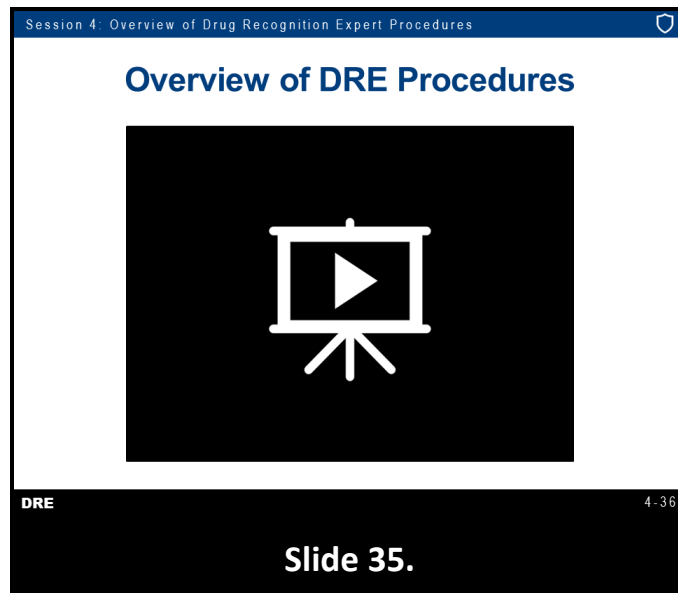 Session 4: Overview of Drug Recognition Expert Procedures
Overview of DRE Procedures
DRE
4-36
Slide 35.